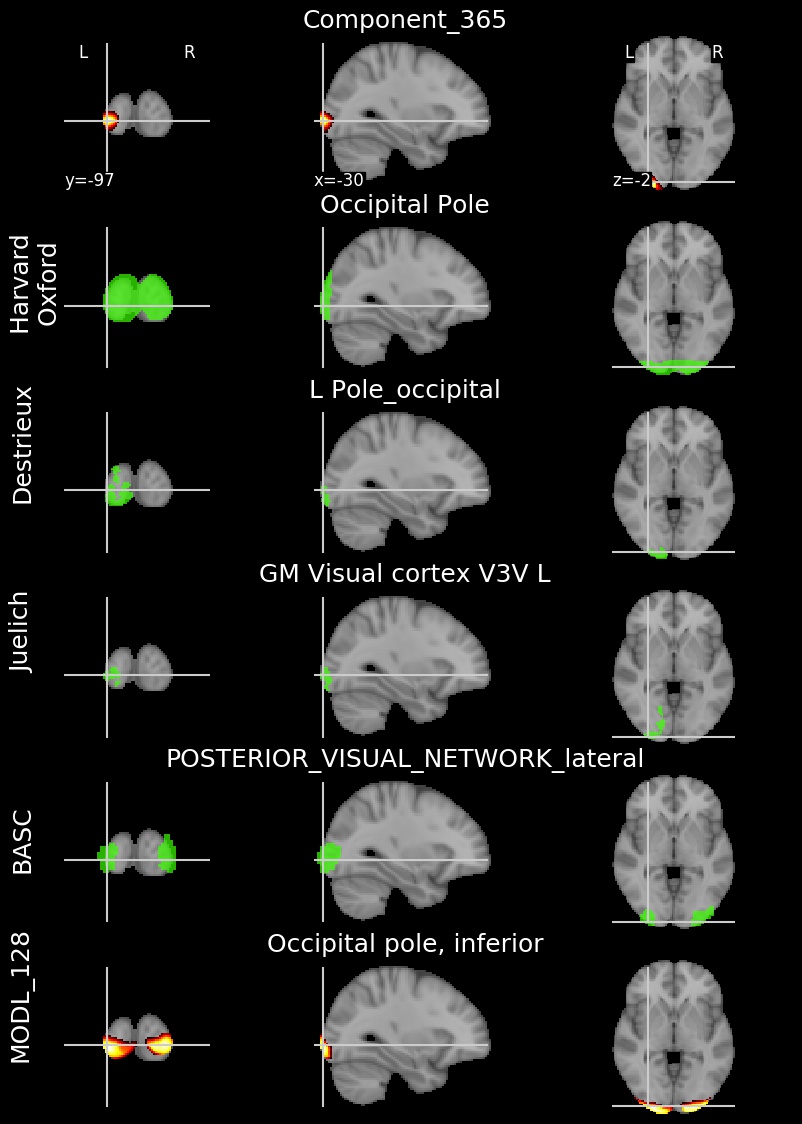 Component_365
L R
L R
y=-97 x=-30 z=-2
Occipital Pole
Harvard
Oxford
L Pole_occipital
Destrieux
GM Visual cortex V3V L
Juelich
POSTERIOR_VISUAL_NETWORK_lateral
BASC
Occipital pole, inferior
MODL_128